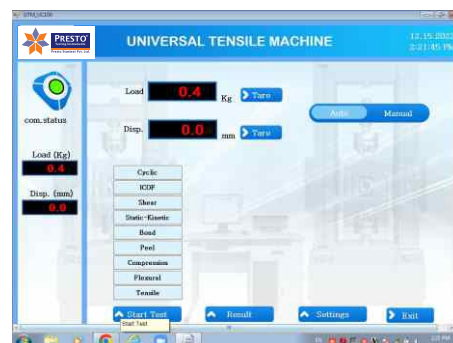 UTM_UC100
PRESTO
UNIVERSAL TENSILE MACHINE
12.15.2022
2:21:45 PM
Load
0.4
Kg
Tare
com.status
Auto
Manual
Disp.
0.0
mm
Tare
Load (Kg)
0.4
Disp. (mm)
0.0
Cyclic
ICOF
Shear
Static-Kinetic
Bond
Peel
Compression
Flexural
Tensile
Start Test
Result
Settings
Exit
Start Test